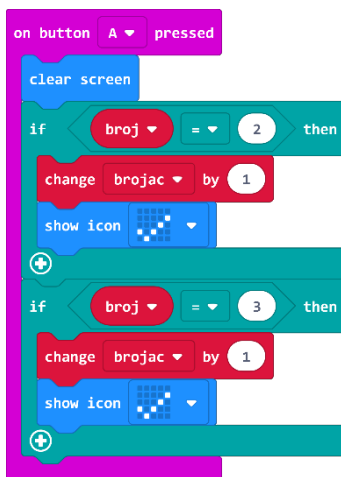 on button A pressed
clear screen
if broj = 2 then
change brojac by 1
show icon
if broj = 3 then
change brojac by 1
show icon